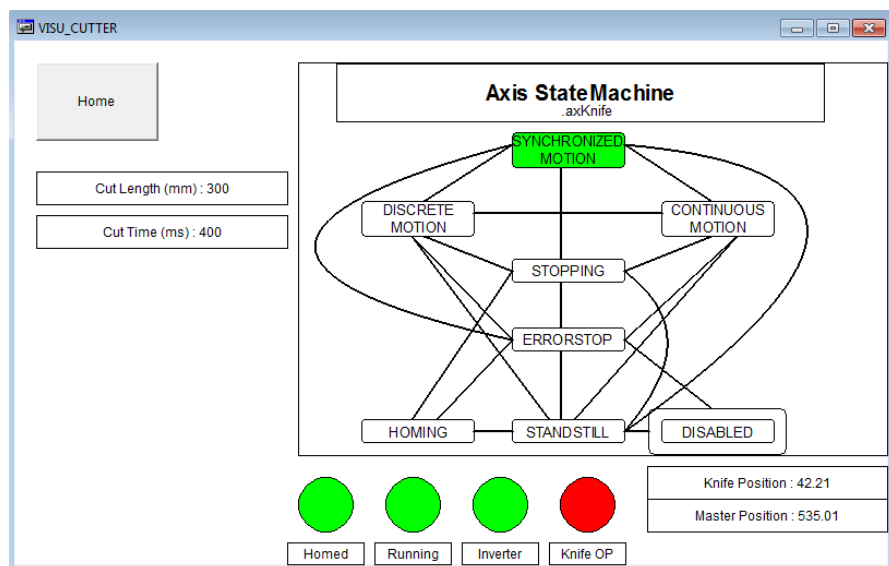 VISU_CUTTER
Home
Axis StateMachine
.axKnife
SYNCHRONIZED
MOTION
Cut Length (mm) : 300
DISCRETE
MOTION
CONTINUOUS
MOTION
Cut Time (ms) : 400
STOPPING
ERRORSTOP
HOMING
STANDSTILL
DISABLED
Knife Position : 42.21
Master Position : 535.01
Homed
Running
Inverter
Knife OP